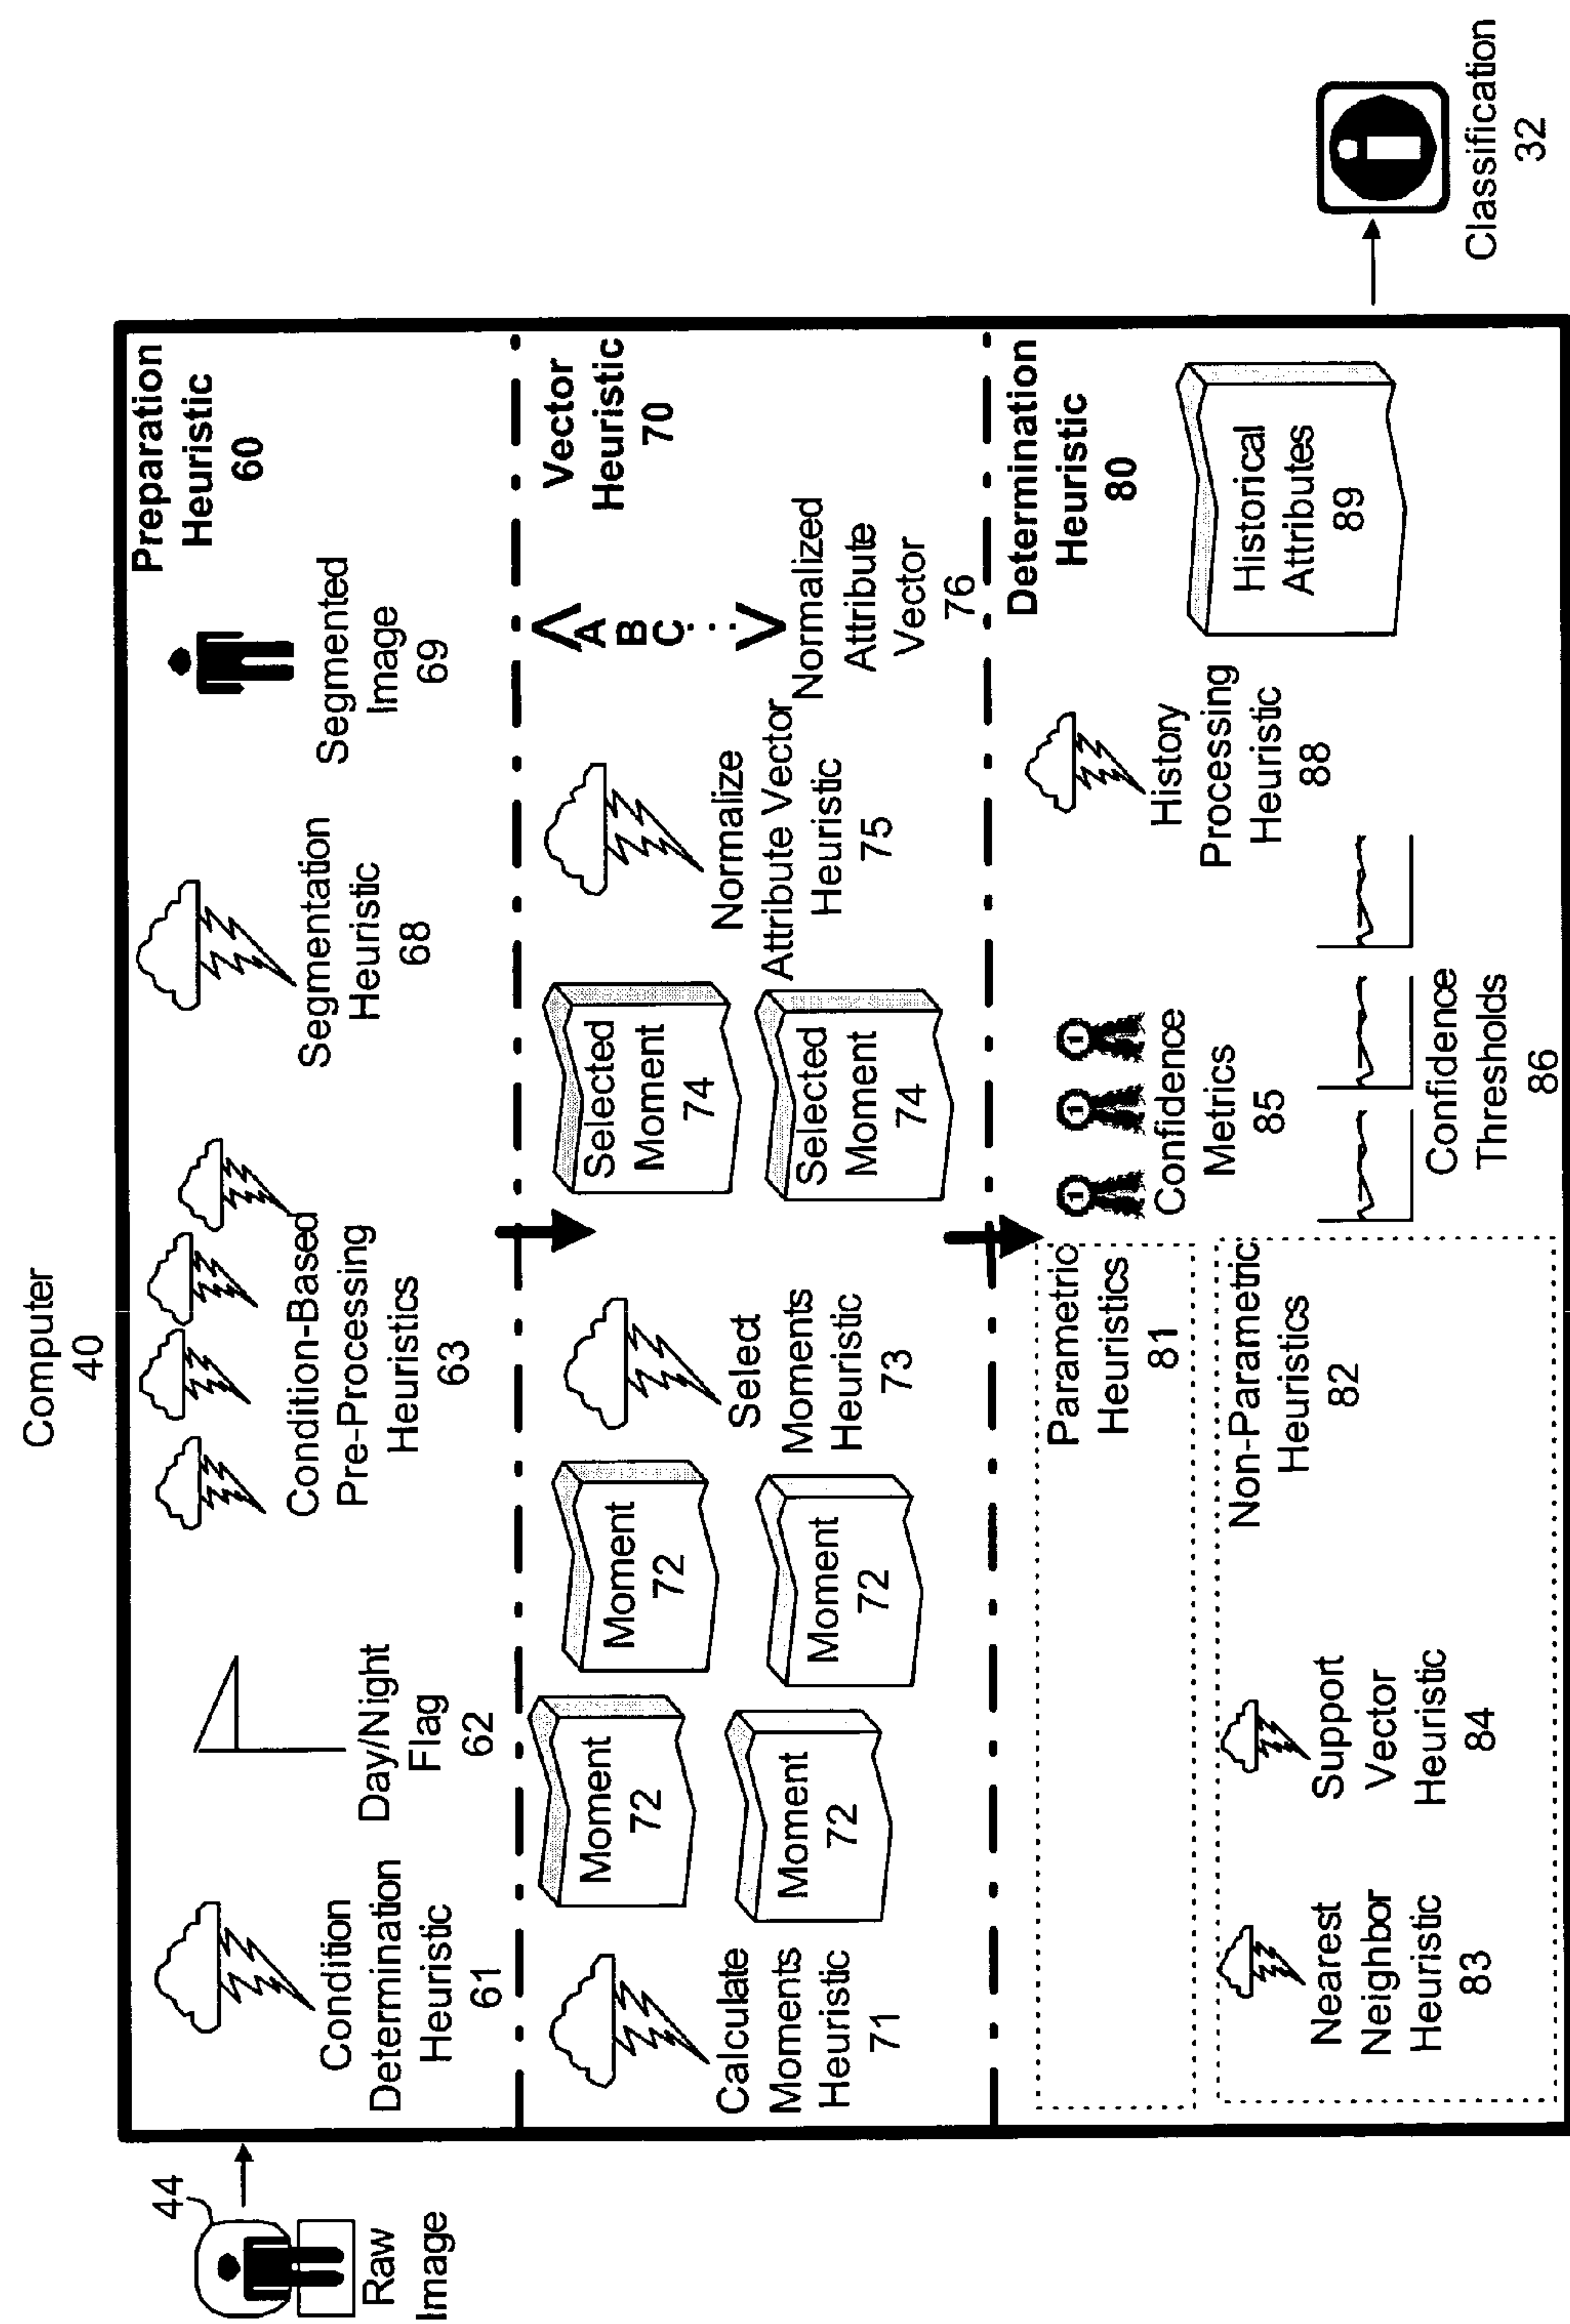 Computer
40
44
Raw
Image
Preparation
Heuristic
60
Condition
Determination
Heuristic
61
Day/Night
Flag
62
Condition-Based
Pre-Processing
Heuristics
63
Segmentation
Heuristic
68
Segmented
Image
69
Vector
Heuristic
70
Calculate
Moments
Heuristic
71
Moment
72
Moment
72
Moment
72
Moment
72
Select
Moments
Heuristic
73
Selected
Moment
74
Selected
Moment
74
Normalize
Attribute Vector
Heuristic
75
< A B C ... >
Normalized
Attribute
Vector
76
Determination
Heuristic
80
Parametric
Heuristics
81
Non-Parametric
Heuristics
82
Nearest
Neighbor
Heuristic
83
Support
Vector
Heuristic
84
1
1
1
Confidence
Metrics
85
Confidence
Thresholds
86
History
Processing
Heuristic
88
Historical
Attributes
89
i
Classification
32